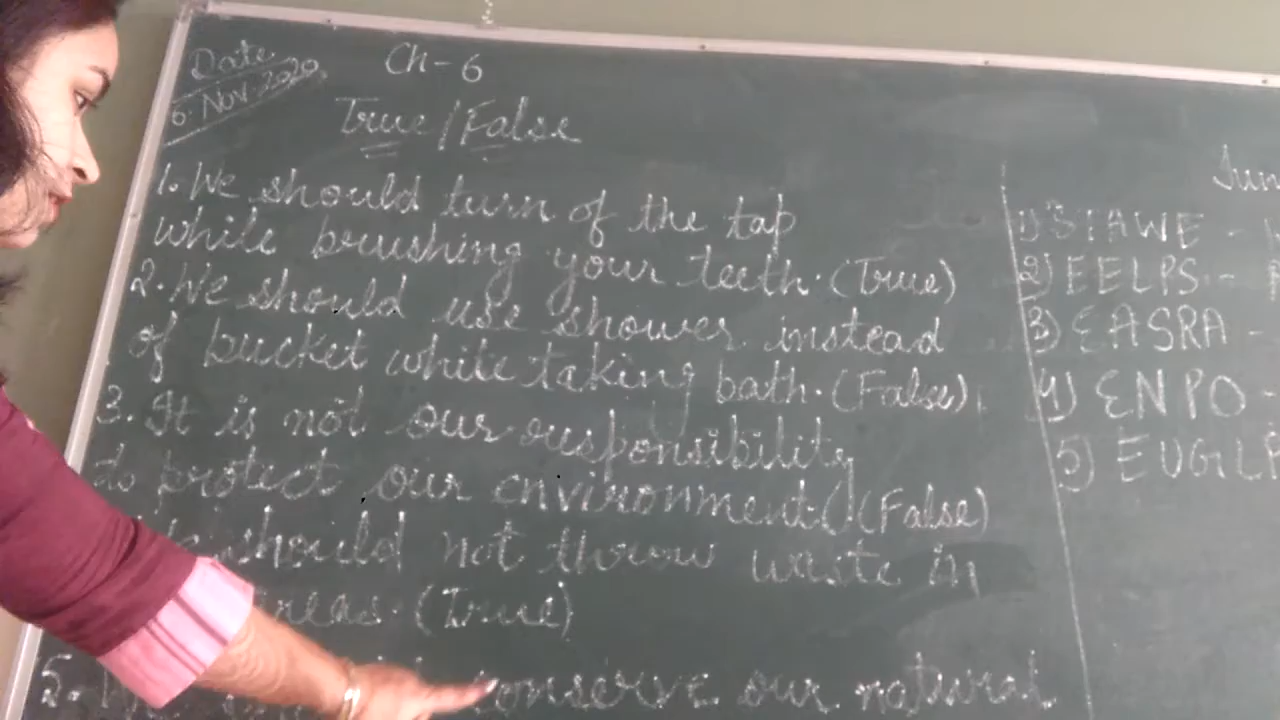 Date
6. Nov. 2020
Ch-6
True/False
1. We should turn of the tap
while brushing your teeth. (True)
2. We should use shower instead
of bucket while taking bath. (False)
3. It is not our responsibility
do protect our environment. (False)
should not throw waste in
(True)
5. conserve our natural
Jum
1) STAWE -
2) EELPS -
3) EASRA -
4) ENPO -
5) EUGLP